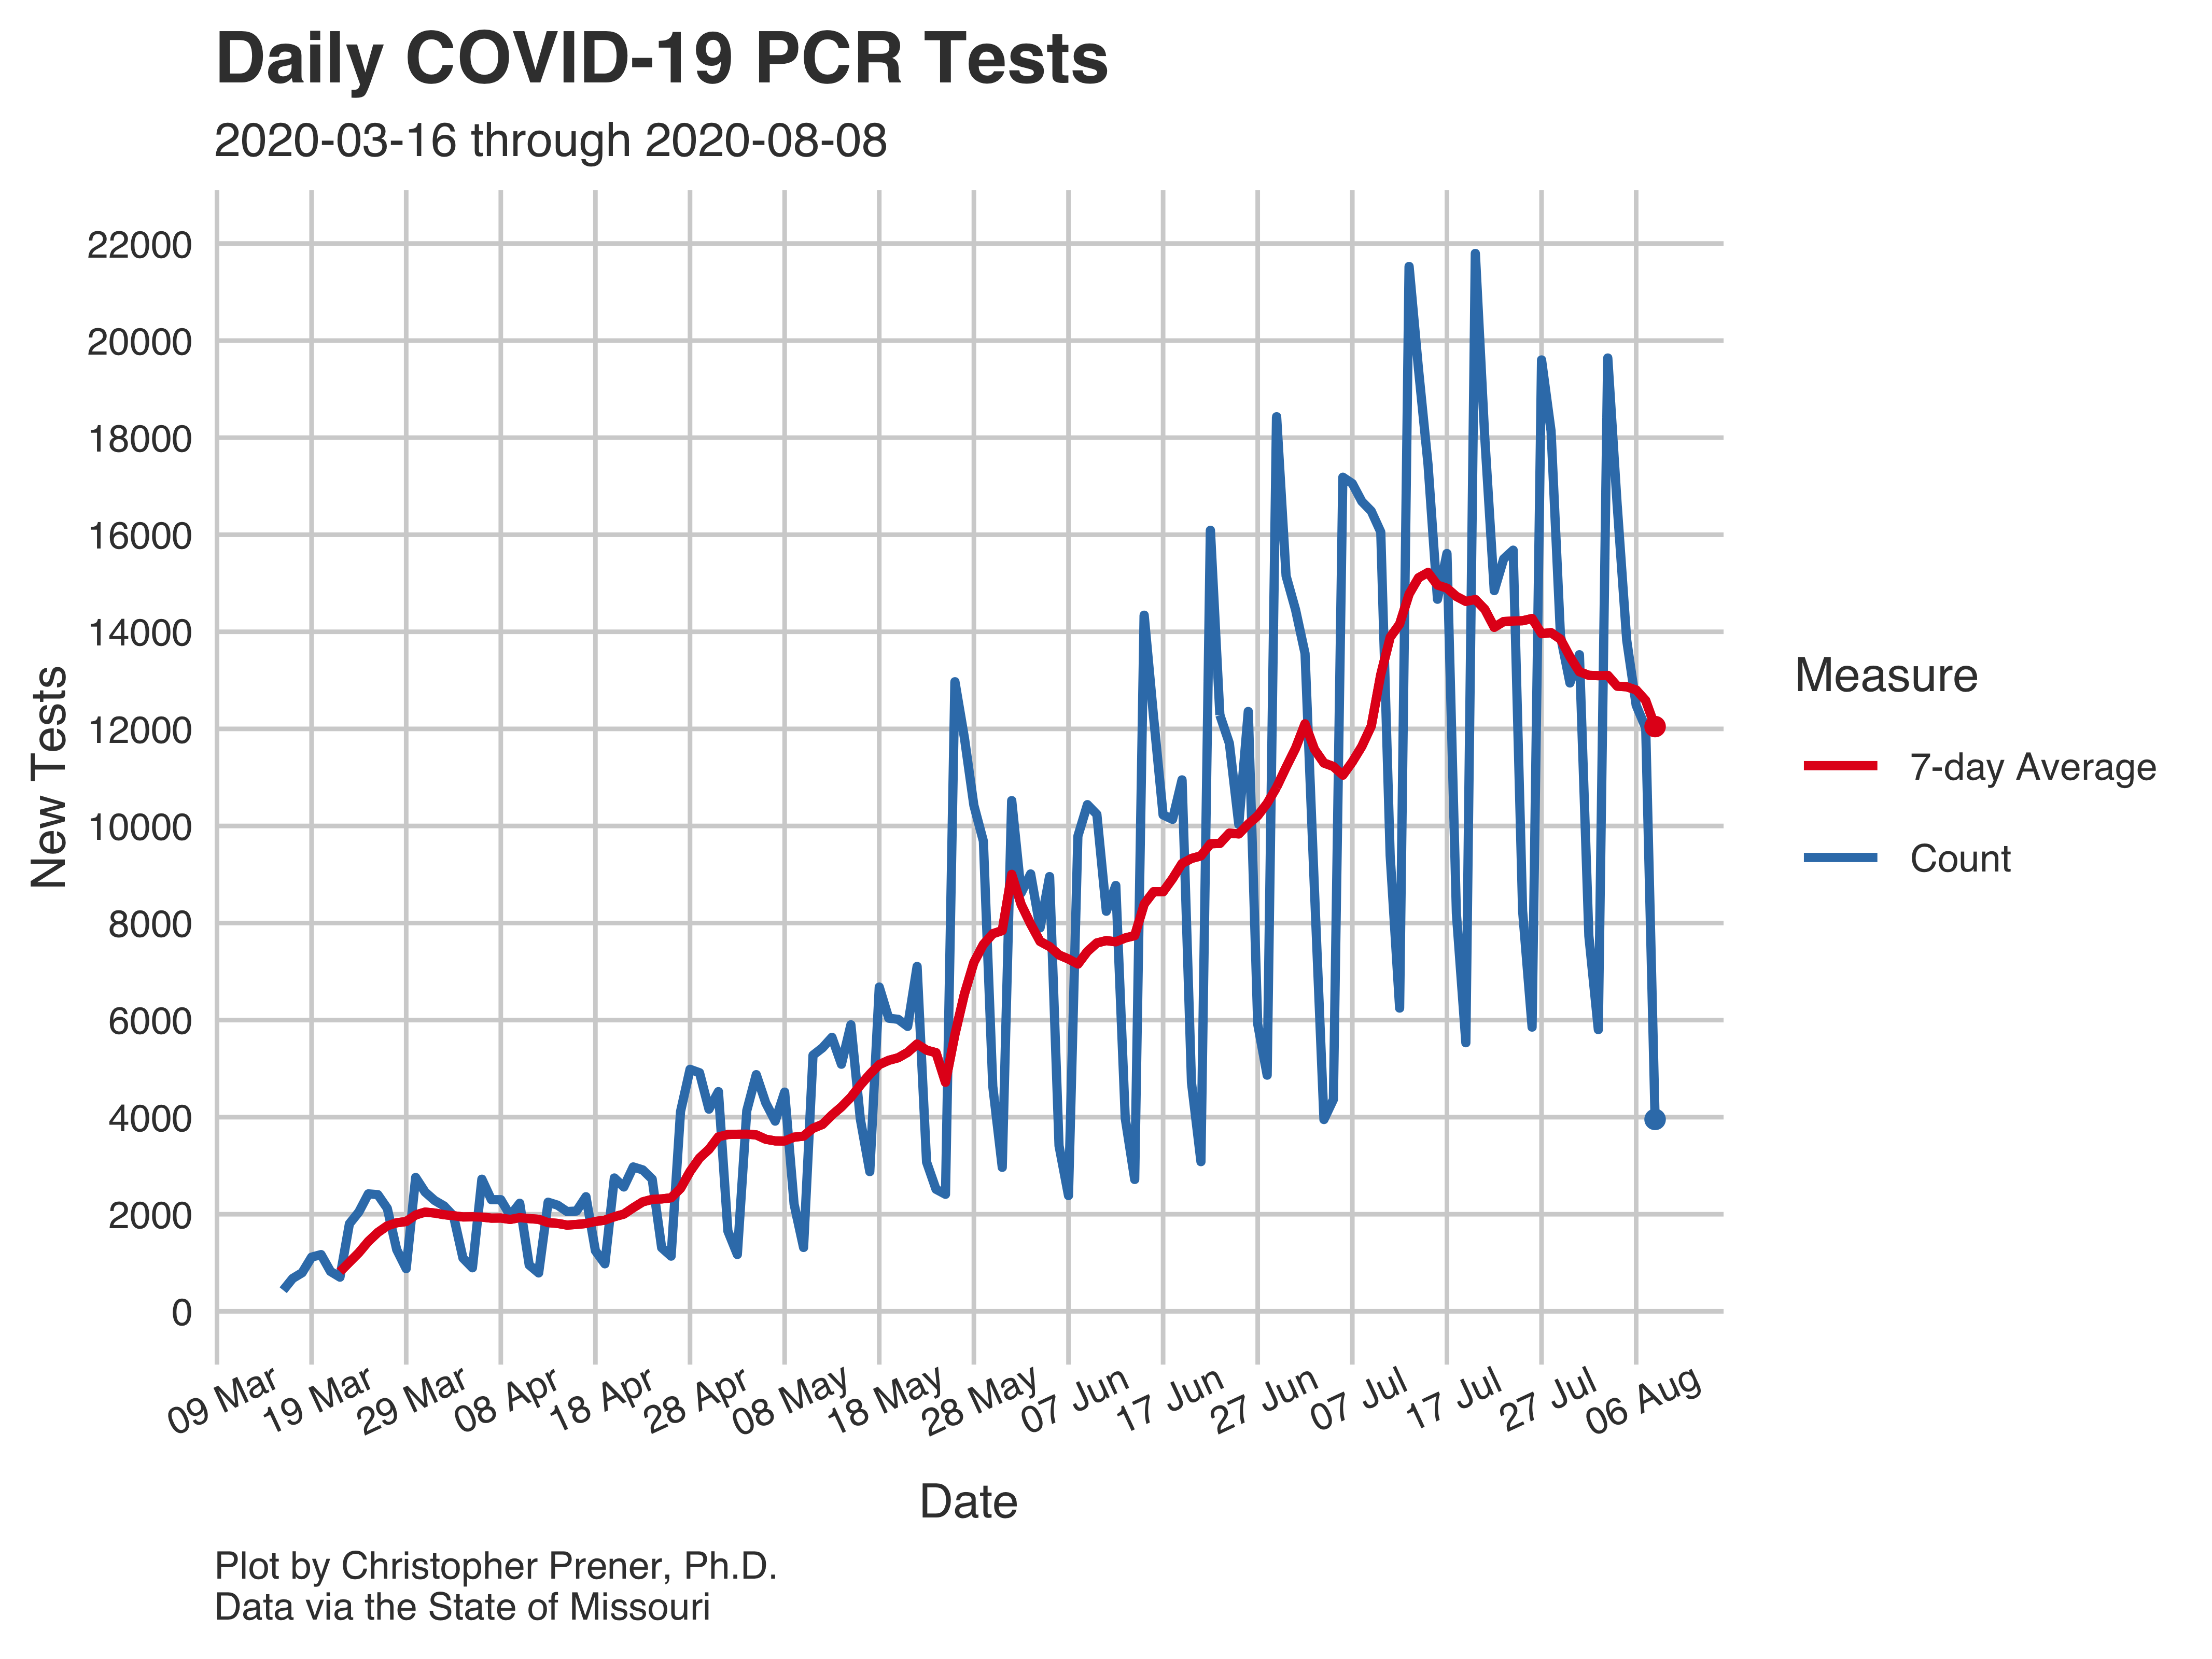 Daily COVID-19 PCR Tests
2020-03-16 through 2020-08-08
22000
20000
18000
16000
14000
12000
10000
8000
6000
4000
2000
0
New Tests
09 Mar
19 Mar
29 Mar
08 Apr
18 Apr
28 Apr
08 May
18 May
28 May
07 Jun
17 Jun
27 Jun
07 Jul
17 Jul
27 Jul
06 Aug
Date
Measure
7-day Average
Count
Plot by Christopher Prener, Ph.D.
Data via the State of Missouri